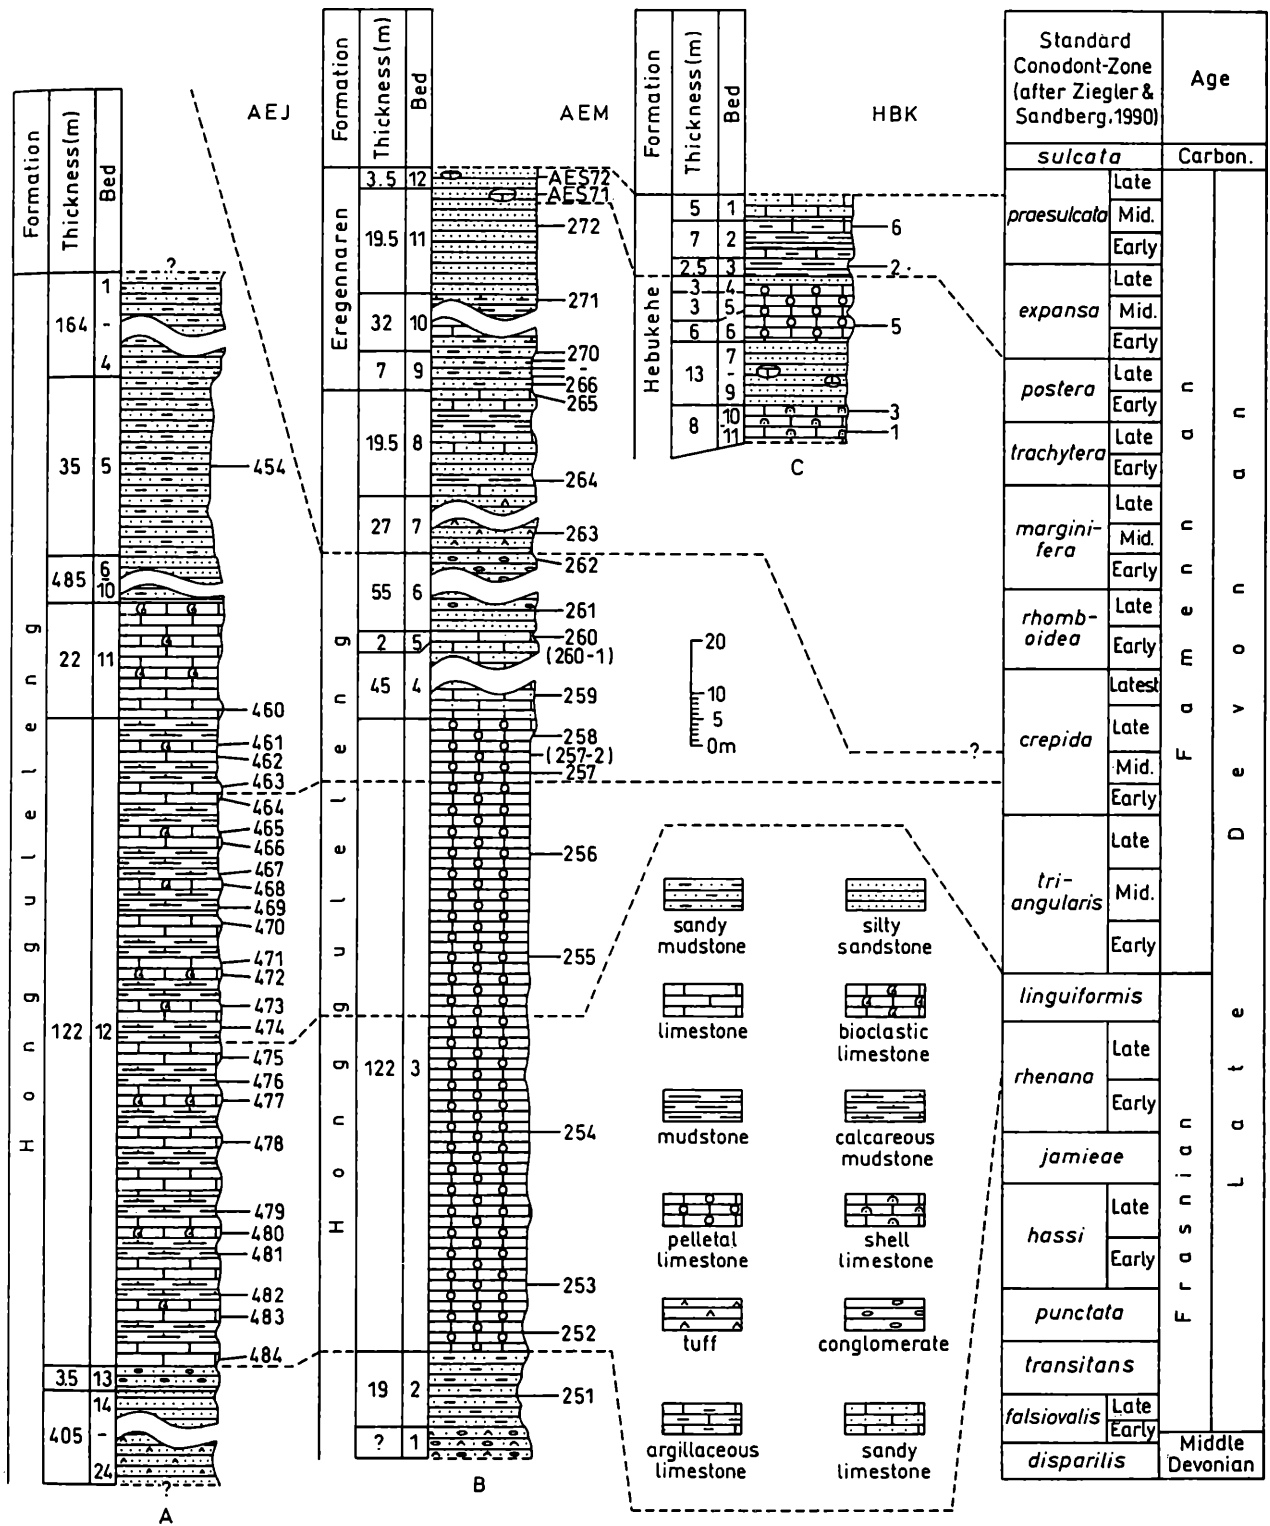 Formation
Thickness(m)
Bed
AEJ
?
164
1
-
4
35
5
454
485
6
10
22
11
Honggguleleng
460
461
462
463
464
465
466
467
468
469
470
471
472
473
474
122
12
475
476
477
478
479
480
481
482
483
484
3.5
13
405
14
-
24
?
A
Formation
Thickness(m)
Bed
AEM
Eregennaren
3.5
12
AES72
AES71
19.5
11
272
271
32
10
270
-
7
9
266
265
19.5
8
264
27
7
263
262
55
6
261
2
5
260
(260-1)
45
4
259
258
(257-2)
257
Hongguleleng
256
255
122
3
254
253
252
19
2
251
?
1
B
Formation
Thickness(m)
Bed
HBK
5
1
6
7
2
2.5
3
2
Hebukehe
3
4
3
5
5
6
6
13
7
-
9
8
10
-
11
3
1
C
20
10
5
0m
?
sandy
mudstone
silty
sandstone
limestone
bioclastic
limestone
mudstone
calcareous
mudstone
pelletal
limestone
shell
limestone
tuff
conglomerate
argillaceous
limestone
sandy
limestone
Standard
Conodont-Zone
(after Ziegler &
Sandberg,1990)
Age
sulcata
Carbon.
praesulcata
Late
Mid.
Early
expansa
Late
Mid.
Early
postera
Late
Early
trachytera
Late
Early
margini-
fera
Late
Mid.
Early
rhomb-
oidea
Late
Early
crepida
Latest
Late
Mid.
Early
tri-
angularis
Late
Mid.
Early
linguiformis
rhenana
Late
Early
jamieae
hassi
Late
Early
punctata
transitans
falsiovalis
Late
Early
disparilis
Famennian
Frasnian
Late Devonian
Middle
Devonian